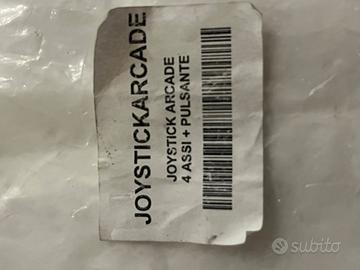 JOYSTICKARCADE
JOYSTICK ARCADE
4 ASSI + PULSANTE
subito